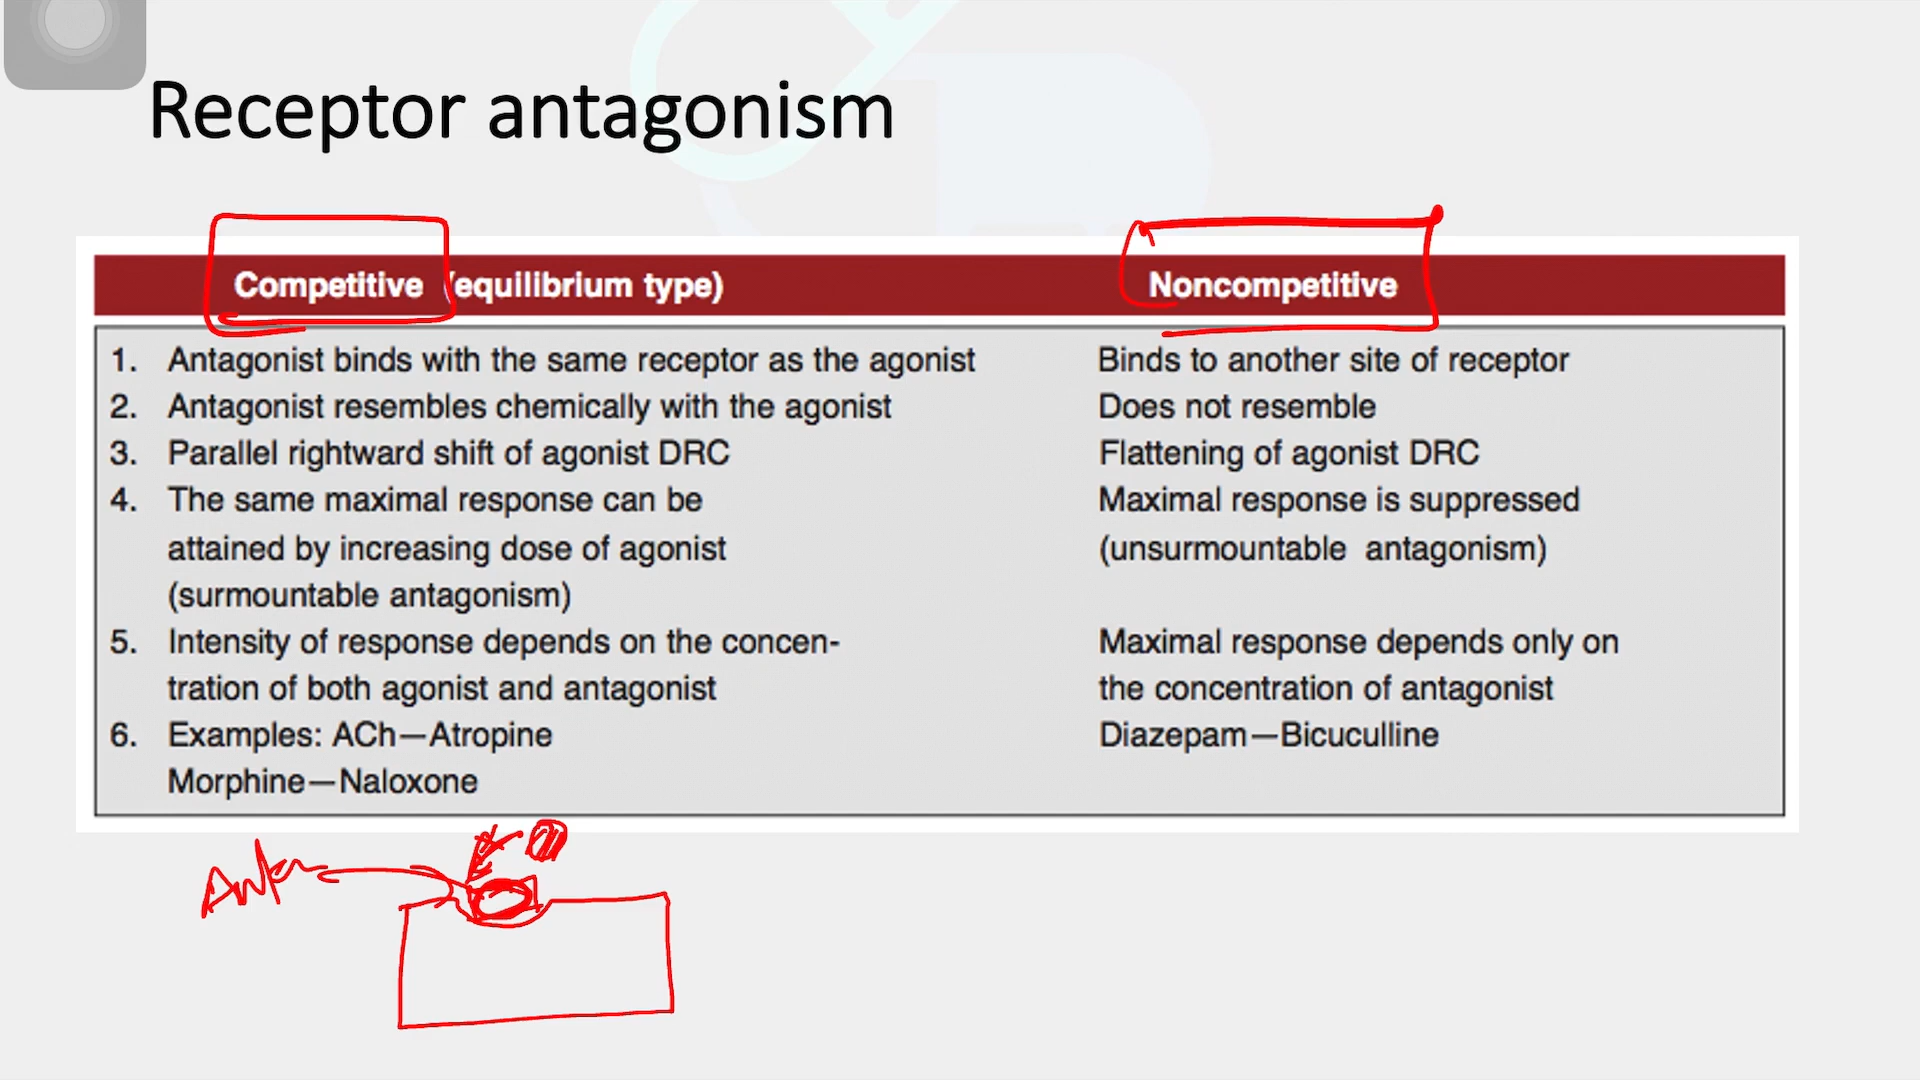 Receptor antagonism
Competitive (equilibrium type) Noncompetitive
1. Antagonist binds with the same receptor as the agonist Binds to another site of receptor
2. Antagonist resembles chemically with the agonist Does not resemble
3. Parallel rightward shift of agonist DRC Flattening of agonist DRC
4. The same maximal response can be Maximal response is suppressed
attained by increasing dose of agonist (unsurmountable antagonism)
(surmountable antagonism)
5. Intensity of response depends on the concen- Maximal response depends only on
tration of both agonist and antagonist the concentration of antagonist
6. Examples: ACh—Atropine Diazepam—Bicuculline
Morphine—Naloxone